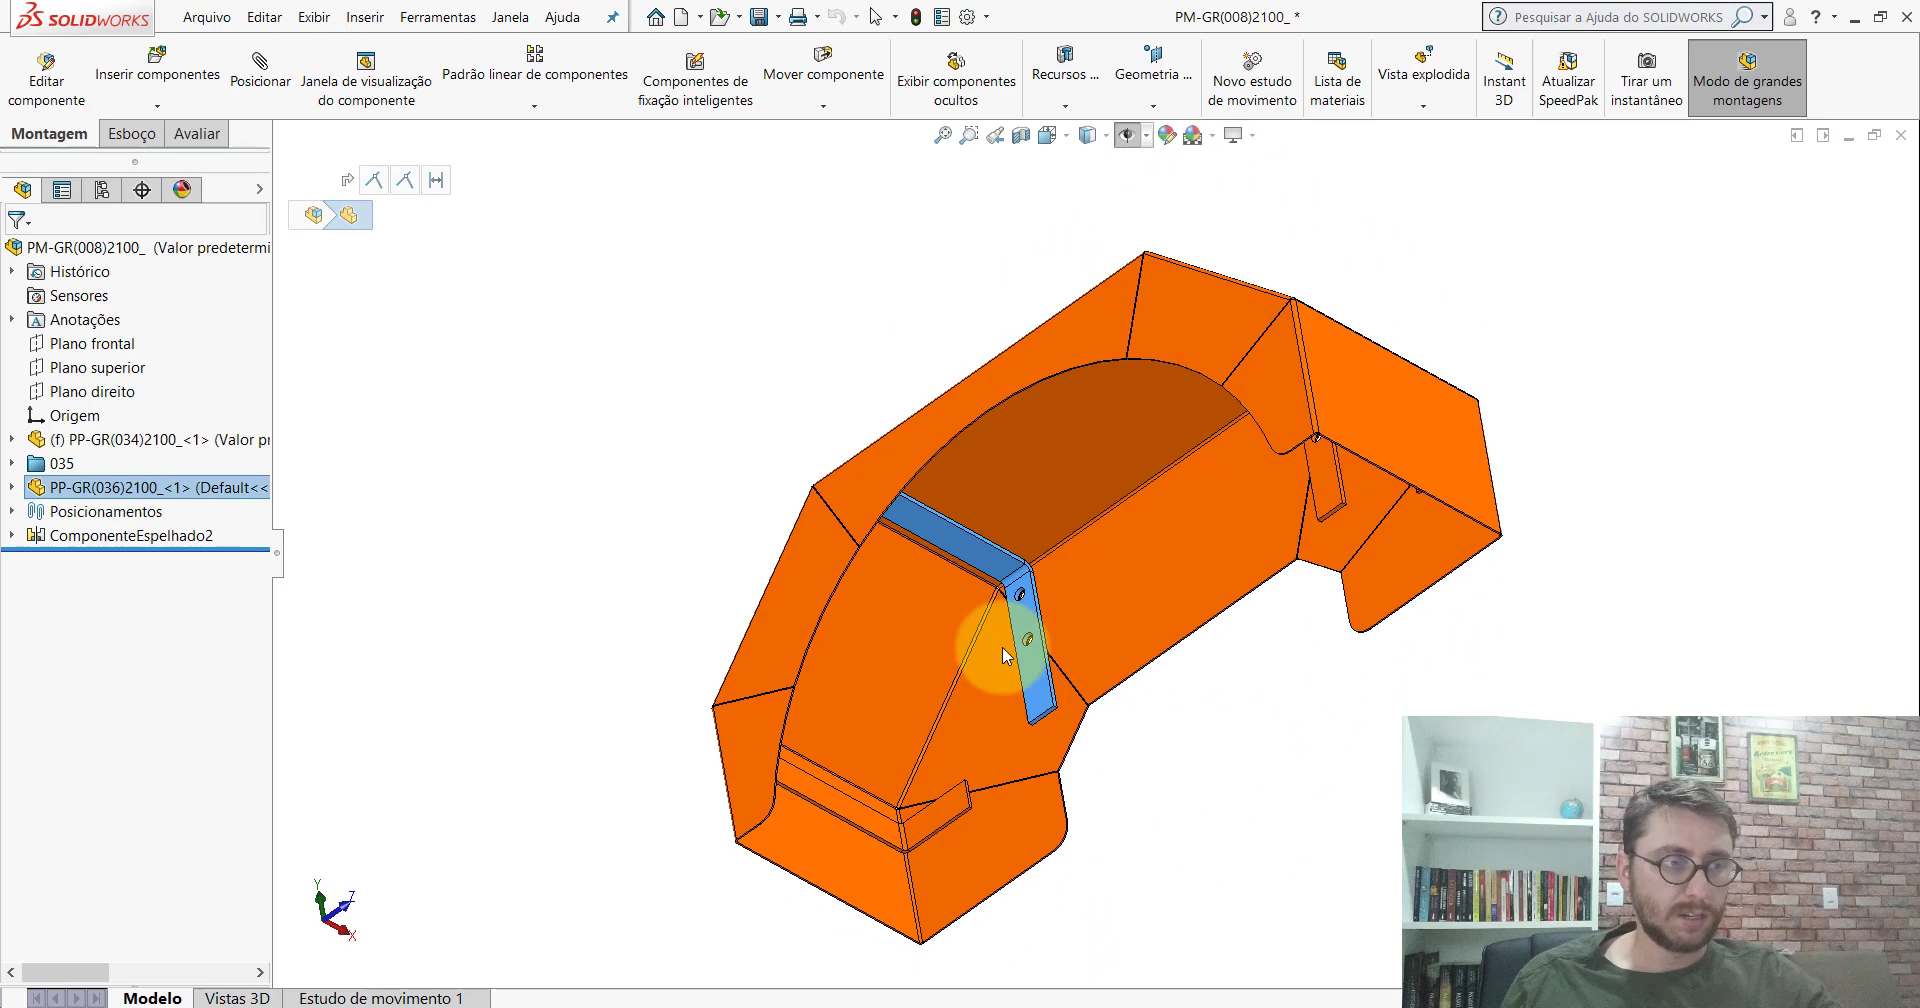 SOLIDWORKS
Arquivo Editar Exibir Inserir Ferramentas Janela Ajuda
PM-GR(008)2100_ *
Pesquisar a Ajuda do SOLIDWORKS
Editar componente
Inserir componentes
Posicionar
Janela de visualização do componente
Padrão linear de componentes
Componentes de fixação inteligentes
Mover componente
Exibir componentes ocultos
Recursos ...
Geometria ...
Novo estudo de movimento
Lista de materiais
Vista explodida
Instant 3D
Atualizar SpeedPak
Tirar um instantâneo
Modo de grandes montagens
Montagem Esboço Avaliar
PM-GR(008)2100_ (Valor predetermi
Histórico
Sensores
Anotações
Plano frontal
Plano superior
Plano direito
Origem
(f) PP-GR(034)2100_<1> (Valor pr
035
PP-GR(036)2100_<1> (Default<<
Posicionamentos
ComponenteEspelhado2
Y
Z
X
Modelo Vistas 3D Estudo de movimento 1